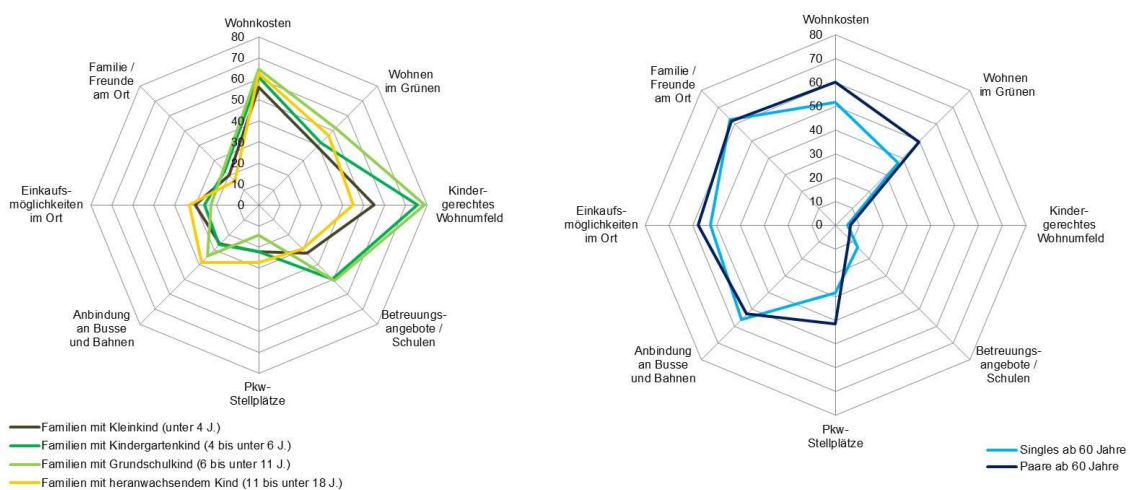 Wohnkosten
80
70
60
50
40
30
20
10
0
Wohnen
im Grünen
Kinder-
gerechtes
Wohnumfeld
Betreuungs-
angebote /
Schulen
Pkw-
Stellplätze
Anbindung
an Busse
und Bahnen
Einkaufs-
möglichkeiten
im Ort
Familie /
Freunde
am Ort
Familien mit Kleinkind (unter 4 J.)
Familien mit Kindergartenkind (4 bis unter 6 J.)
Familien mit Grundschulkind (6 bis unter 11 J.)
Familien mit heranwachsendem Kind (11 bis unter 18 J.)
Wohnkosten
80
70
60
50
40
30
20
10
0
Wohnen
im Grünen
Kinder-
gerechtes
Wohnumfeld
Betreuungs-
angebote /
Schulen
Pkw-
Stellplätze
Anbindung
an Busse
und Bahnen
Einkaufs-
möglichkeiten
im Ort
Familie /
Freunde
am Ort
Singles ab 60 Jahre
Paare ab 60 Jahre